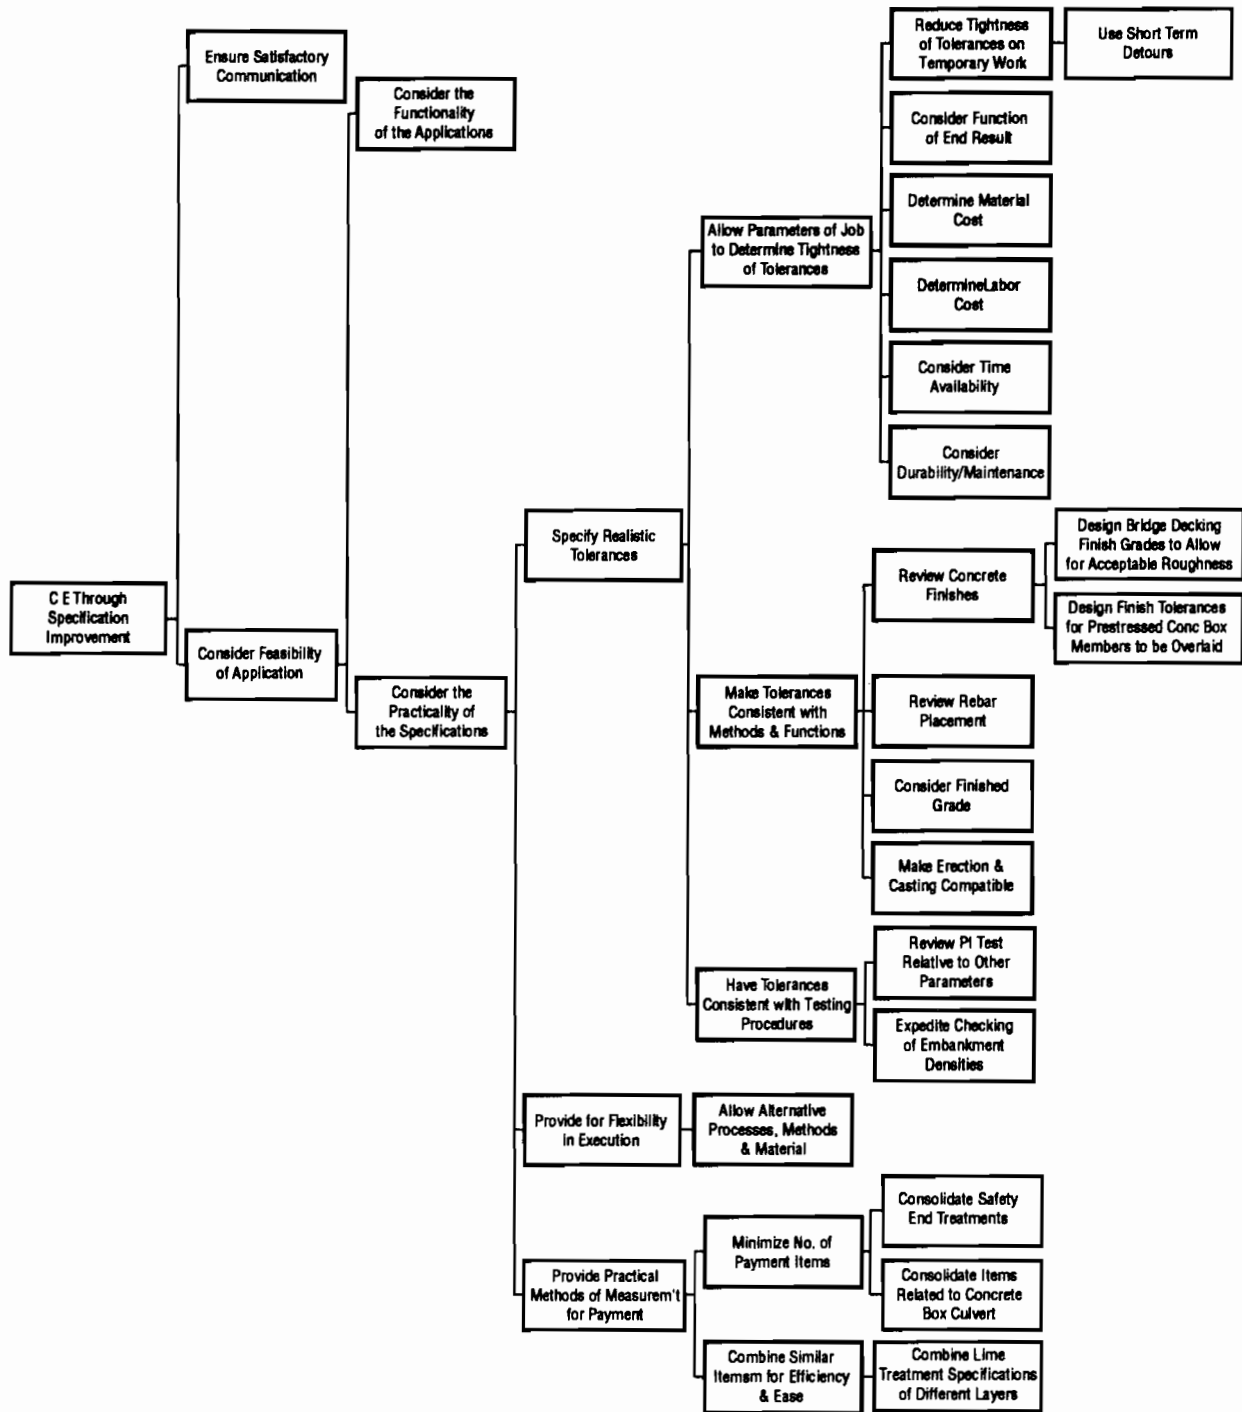 Ensure Satisfactory
Communication
Consider the
Functionality
of the Applications
Reduce Tightness
of Tolerances on
Temporary Work
Use Short Term
Detours
Consider Function
of End Result
Determine Material
Cost
Allow Parameters of Job
to Determine Tightness
of Tolerances
DetermineLabor
Cost
Consider Time
Availability
Consider
Durability/Maintenance
Specify Realistic
Tolerances
Design Bridge Decking
Finish Grades to Allow
for Acceptable Roughness
Review Concrete
Finishes
Design Finish Tolerances
for Prestressed Conc Box
Members to be Overlaid
C E Through
Specification
Improvement
Consider Feasibility
of Application
Consider the
Practicality of
the Specifications
Make Tolerances
Consistent with
Methods & Functions
Review Rebar
Placement
Consider Finished
Grade
Make Erection &
Casting Compatible
Review PI Test
Relative to Other
Parameters
Have Tolerances
Consistent with Testing
Procedures
Expedite Checking
of Embankment
Densities
Provide for Flexibility
in Execution
Allow Alternative
Processes, Methods
& Material
Consolidate Safety
End Treatments
Minimize No. of
Payment Items
Provide Practical
Methods of Measurem't
for Payment
Consolidate Items
Related to Concrete
Box Culvert
Combine Similar
Itemsm for Efficiency
& Ease
Combine Lime
Treatment Specifications
of Different Layers